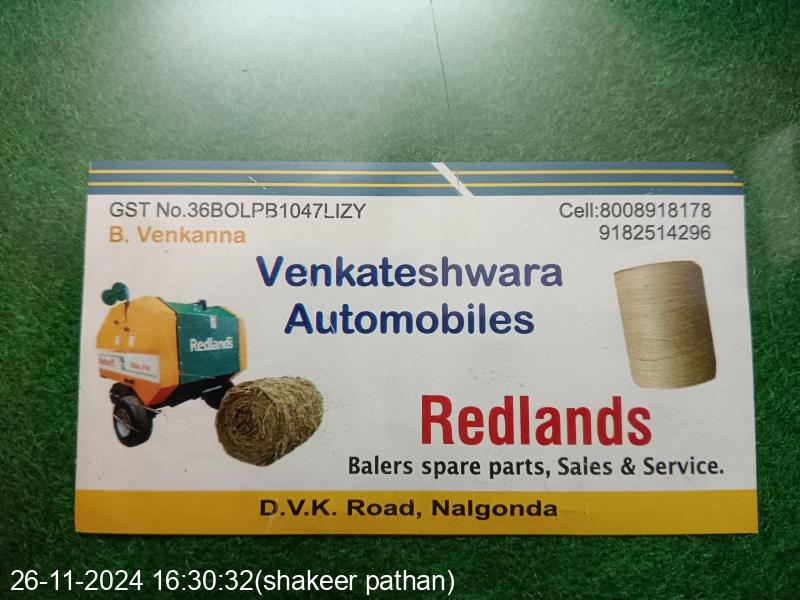 GST No.36BOLPB1047LIZY
Cell:8008918178
B. Venkanna
9182514296
Venkateshwara
Automobiles
Redlands
Redlands
Balers spare parts, Sales & Service.
D.V.K. Road, Nalgonda
26-11-2024 16:30:32(shakeer pathan)